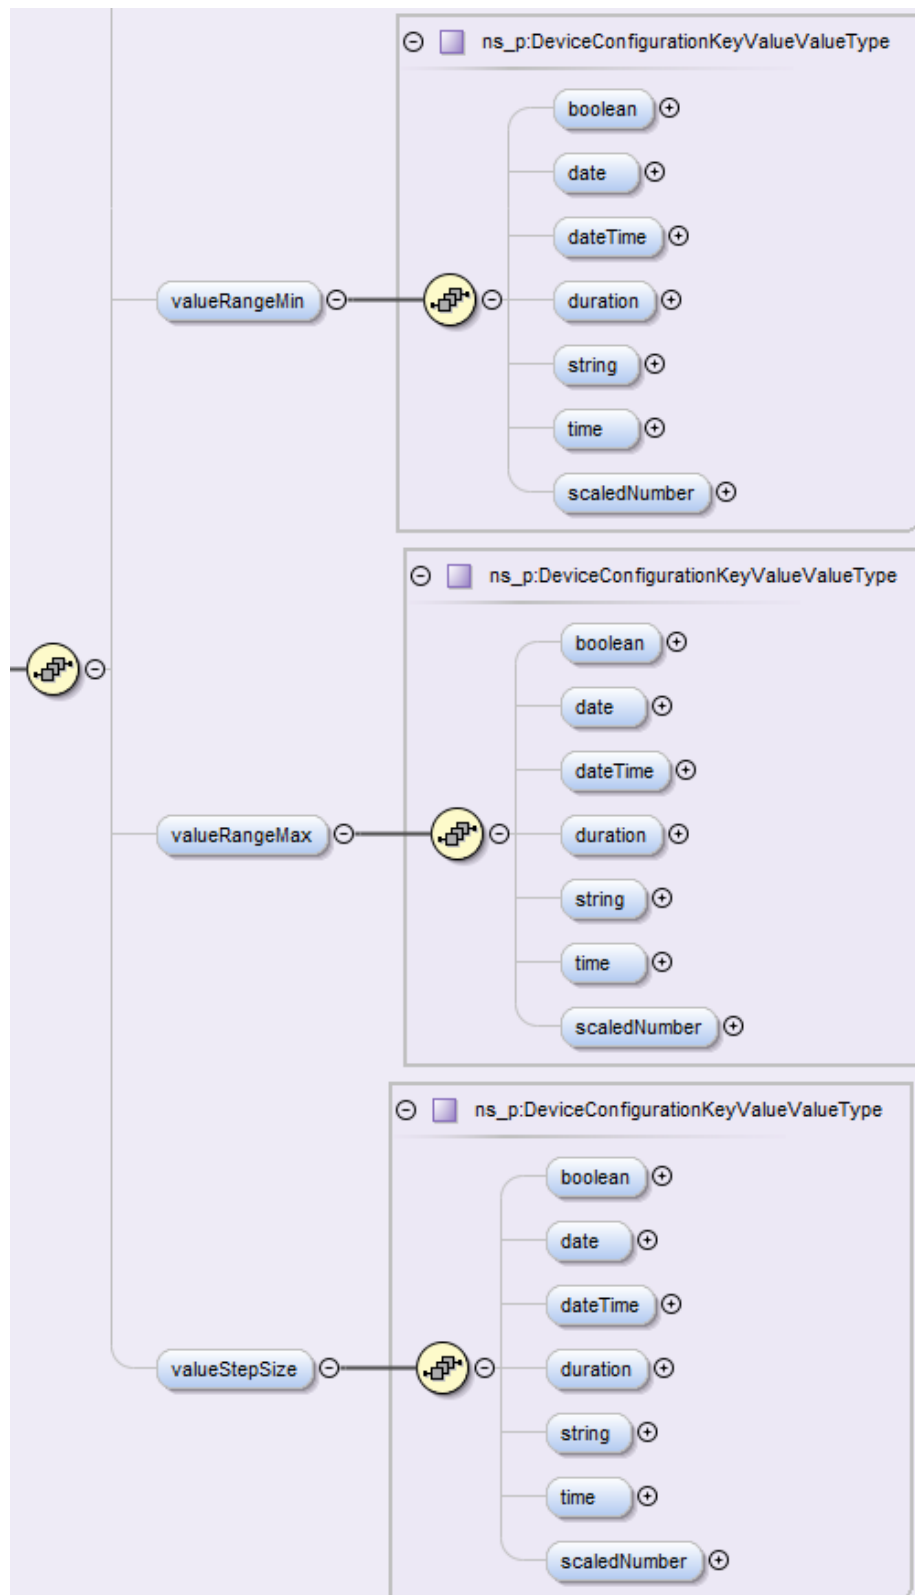 ns_p:DeviceConfigurationKeyValueValueType
boolean
date
dateTime
valueRangeMin
duration
string
time
scaledNumber
ns_p:DeviceConfigurationKeyValueValueType
boolean
date
dateTime
valueRangeMax
duration
string
time
scaledNumber
ns_p:DeviceConfigurationKeyValueValueType
boolean
date
dateTime
valueStepSize
duration
string
time
scaledNumber